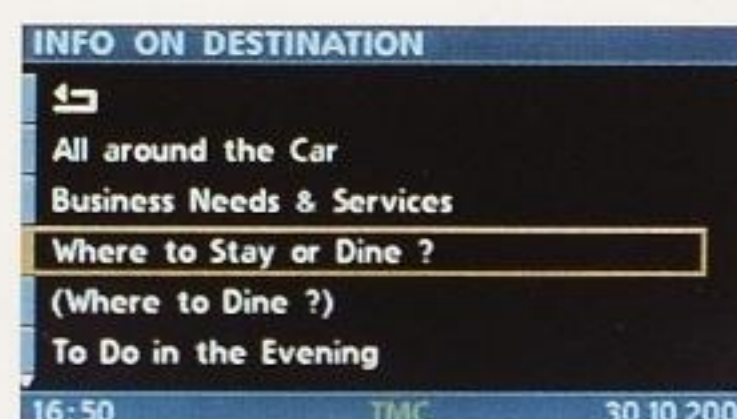 INFO ON DESTINATION
All around the Car
Business Needs & Services
Where to Stay or Dine ?
(Where to Dine ?)
To Do in the Evening
16:50 TMC 30.10.200